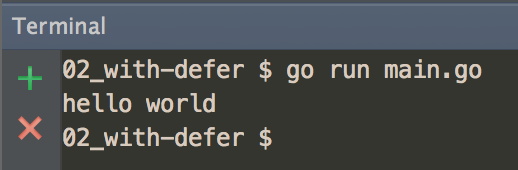 Terminal
02_with-defer $ go run main.go
hello world
02_with-defer $